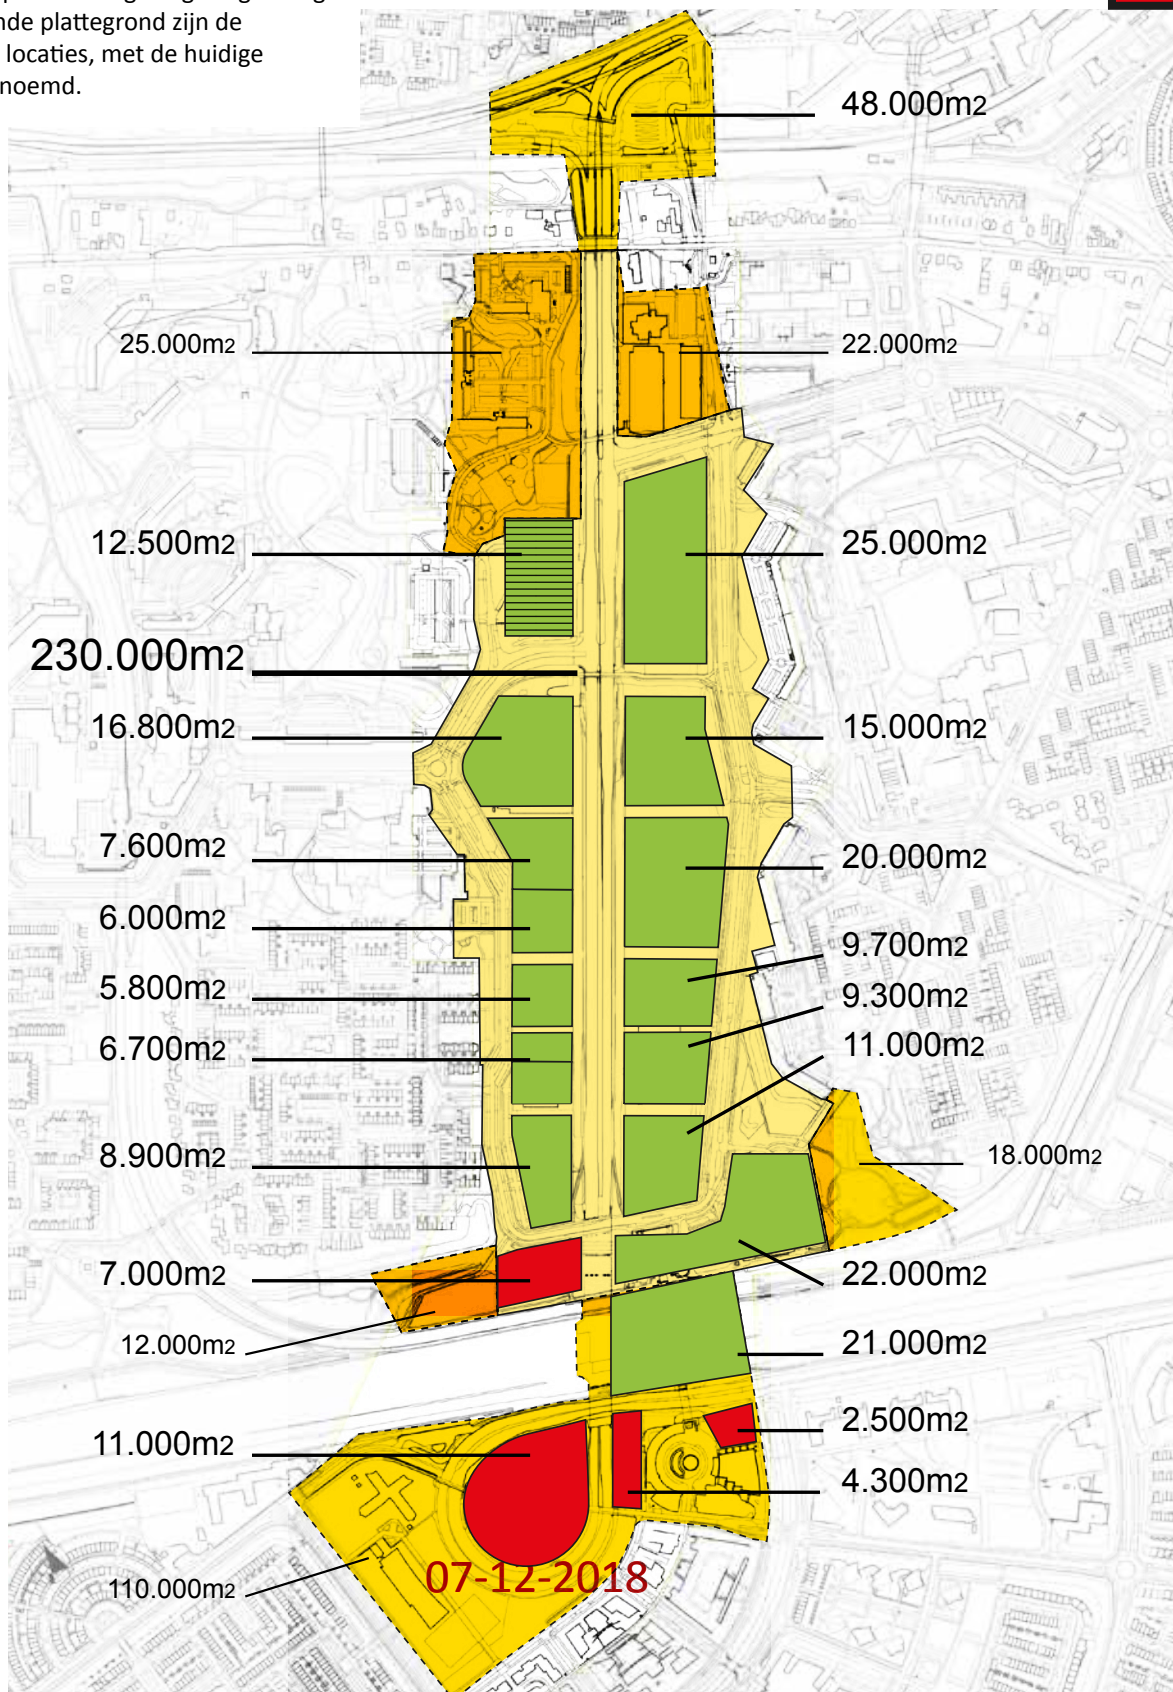 nde plattegrond zijn de
locaties, met de huidige
noemd.
48.000m2
25.000m2
22.000m2
12.500m2
25.000m2
230.000m2
16.800m2
15.000m2
7.600m2
20.000m2
6.000m2
9.700m2
5.800m2
9.300m2
6.700m2
11.000m2
8.900m2
18.000m2
7.000m2
22.000m2
12.000m2
21.000m2
11.000m2
2.500m2
4.300m2
110.000m2
07-12-2018